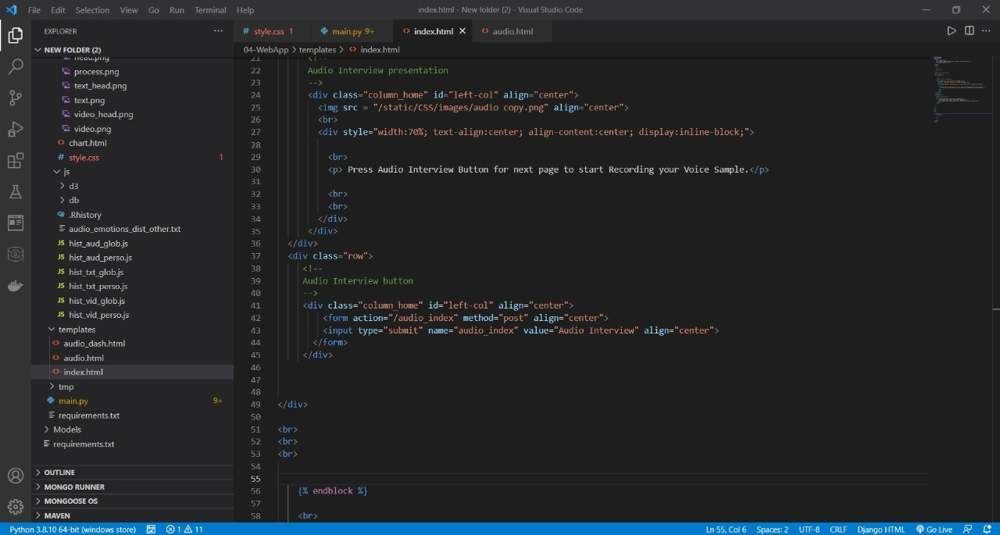 File Edit Selection View Go Run Terminal Help
index.html - New folder (2) - Visual Studio Code
EXPLORER
NEW FOLDER (2)
head.png
process.png
text_head.png
text.png
video_head.png
video.png
chart.html
# style.css 1
js
d3
db
.Rhistory
audio_emotions_dist_other.txt
JS hist_aud_glob.js
JS hist_aud_perso.js
JS hist_txt_glob.js
JS hist_txt_perso.js
JS hist_vid_glob.js
JS hist_vid_perso.js
templates
audio_dash.html
audio.html
index.html
tmp
main.py 9+
requirements.txt
Models
requirements.txt
OUTLINE
MONGO RUNNER
MONGOOSE OS
MAVEN
# style.css 1
main.py 9+
index.html
audio.html
04-WebApp > templates > index.html
21 <!--
22 Audio Interview presentation
23 -->
24 <div class="column_home" id="left-col" align="center">
25 <img src = "/static/CSS/images/audio copy.png" align="center">
26 <br>
27 <div style="width:70%; text-align:center; align-content:center; display:inline-block;">
28
29 <br>
30 <p> Press Audio Interview Button for next page to start Recording your Voice Sample.</p>
31
32 <br>
33 <br>
34 </div>
35 </div>
36 </div>
37 <div class="row">
38 <!--
39 Audio Interview button
40 -->
41 <div class="column_home" id="left-col" align="center">
42 <form action="/audio_index" method="post" align="center">
43 <input type="submit" name="audio_index" value="Audio Interview" align="center">
44 </form>
45 </div>
46
47
48
49 </div>
50
51 <br>
52 <br>
53 <br>
54
55
56 {% endblock %}
57
58 <br>
Python 3.8.10 64-bit (windows store) 1 11
Ln 55, Col 6 Spaces: 2 UTF-8 CRLF Django HTML Go Live